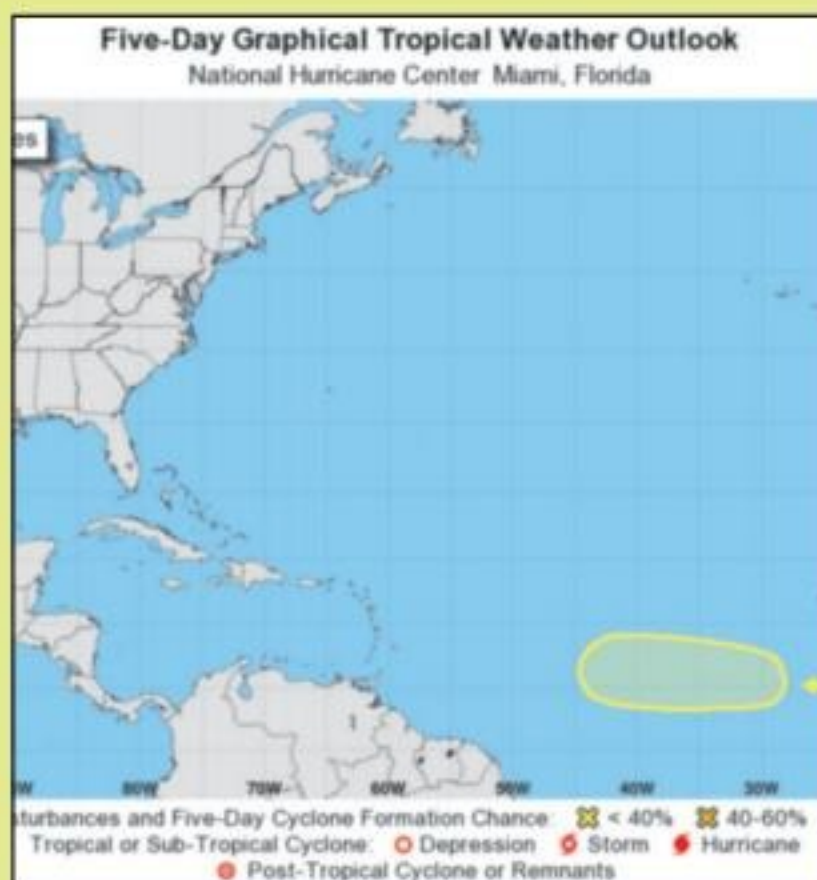 Five-Day Graphical Tropical Weather Outlook
National Hurricane Center Miami, Florida
es
W 80W 70W 60W 50W 40W 30W
sturbances and Five-Day Cyclone Formation Chance: < 40% 40-60%
Tropical or Sub-Tropical Cyclone: Depression Storm Hurricane
Post-Tropical Cyclone or Remnants